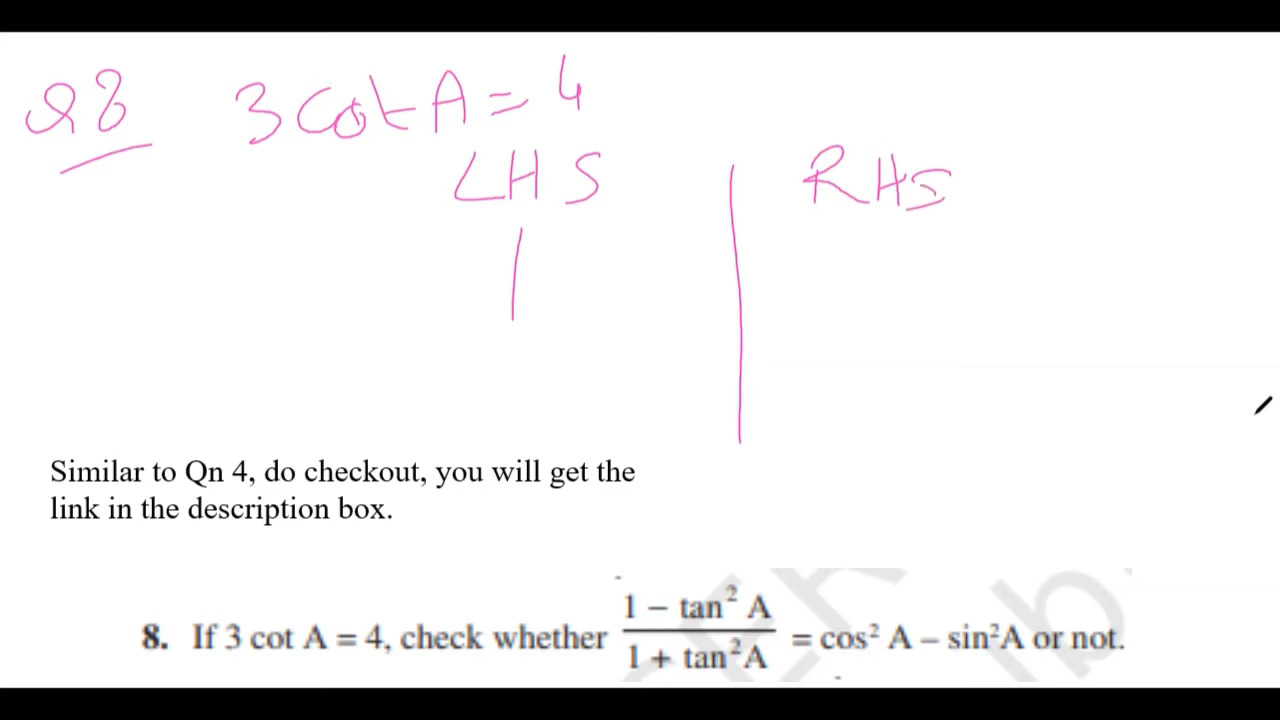 Q8 3 cot A = 4
LHS RHS
Similar to Qn 4, do checkout, you will get the
link in the description box.
8. If 3 cot A = 4, check whether (1 – tan² A)/(1 + tan²A) = cos² A – sin²A or not.